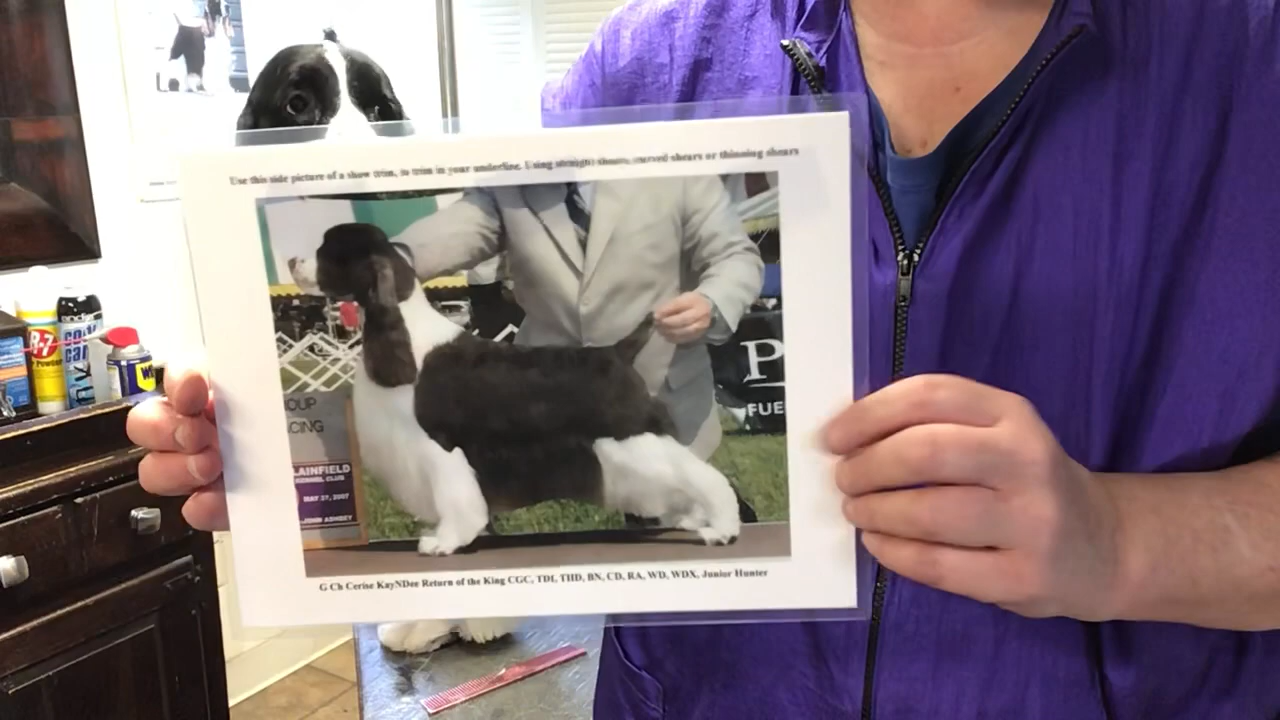 Use this side picture of a show trim, to trim in your underline. Using straight shears, curved shears or thinning shears
OUP
CING
LAINFIELD
KENNEL CLUB
MAY 27, 2007
JOHN ASHBEY
P
FUE
R-7
WD
G Ch Cerise KayNDee Return of the King CGC, TDI, THD, BN, CD, RA, WD, WDX, Junior Hunter